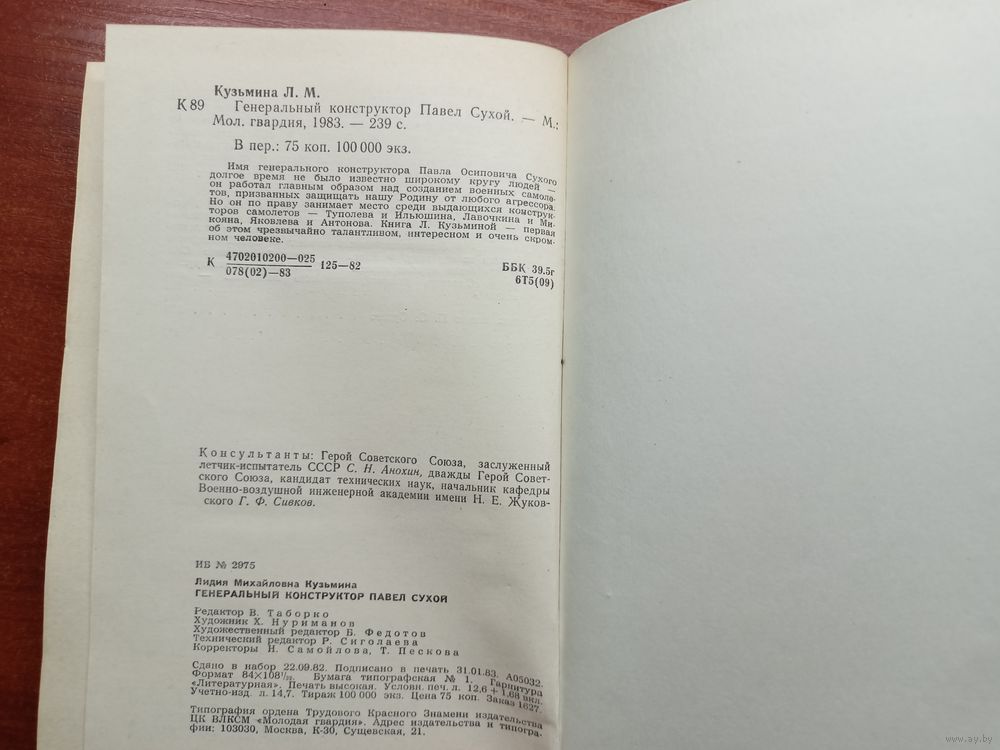 Кузьмина Л. М.
К 89 Генеральный конструктор Павел Сухой. — М.:
Мол. гвардия, 1983. — 239 с.
В пер.: 75 коп. 100 000 экз.
Имя генерального конструктора Павла Осиповича Сухого
долгое время не было известно широкому кругу людей —
он работал главным образом над созданием военных самоле-
тов, призванных защищать нашу Родину от любого агрессора.
Но он по праву занимает место среди выдающихся конструк-
торов самолетов — Туполева и Ильюшина, Лавочкина и Ми-
кояна, Яковлева и Антонова. Книга Л. Кузьминой — первая
об этом чрезвычайно талантливом, интересном и очень скром-
ном человеке.
К 4702010200—025 125—82 ББК 39.5г
078(02)—83 6Т5(09)
Консультанты: Герой Советского Союза, заслуженный
летчик-испытатель СССР С. Н. Анохин, дважды Герой Совет-
ского Союза, кандидат технических наук, начальник кафедры
Военно-воздушной инженерной академии имени Н. Е. Жуков-
ского Г. Ф. Сивков.
ИБ № 2975
Лидия Михайловна Кузьмина
ГЕНЕРАЛЬНЫЙ КОНСТРУКТОР ПАВЕЛ СУХОЙ
Редактор В. Таборко
Художник Х. Нуриманов
Художественный редактор Б. Федотов
Технический редактор Р. Сиголаева
Корректоры Н. Самойлова, Т. Пескова
Сдано в набор 22.09.82. Подписано в печать 31.01.83. А05032.
Формат 84×108¹/₃₂. Бумага типографская № 1. Гарнитура
«Литературная». Печать высокая. Условн. печ. л. 12,6 + 1,68 вкл.
Учетно-изд. л. 14,7. Тираж 100 000 экз. Цена 75 коп. Заказ 1627.
Типография ордена Трудового Красного Знамени издательства
ЦК ВЛКСМ «Молодая гвардия». Адрес издательства и типогра-
фии: 103030, Москва, К-30, Сущевская, 21.
www.ay.by